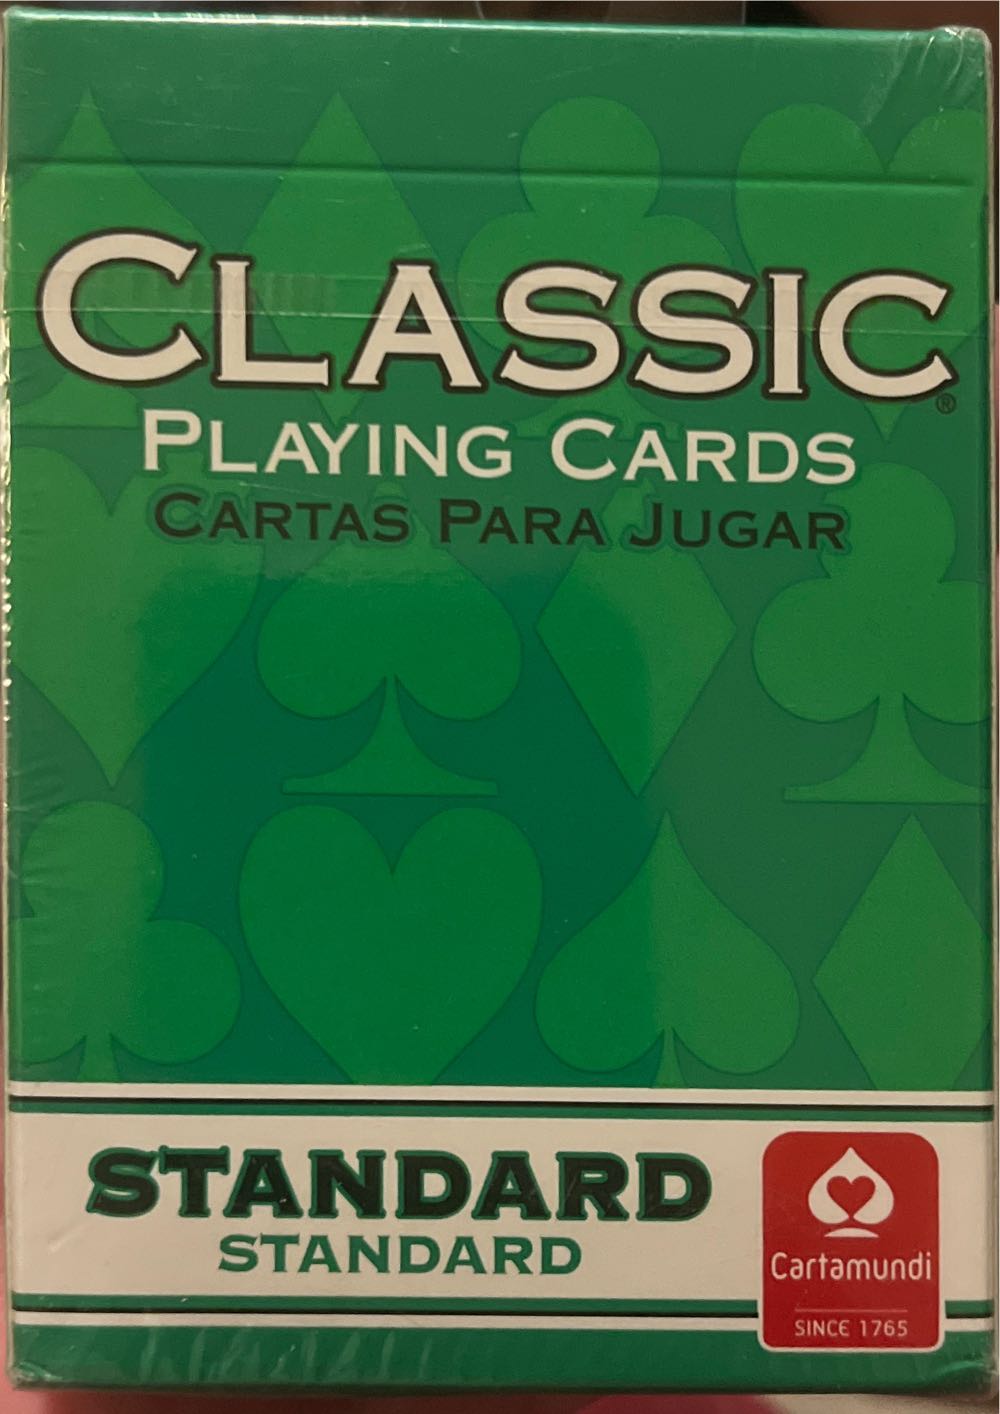 CLASSIC®
PLAYING CARDS
CARTAS PARA JUGAR
STANDARD
STANDARD
Cartamundi
SINCE 1765